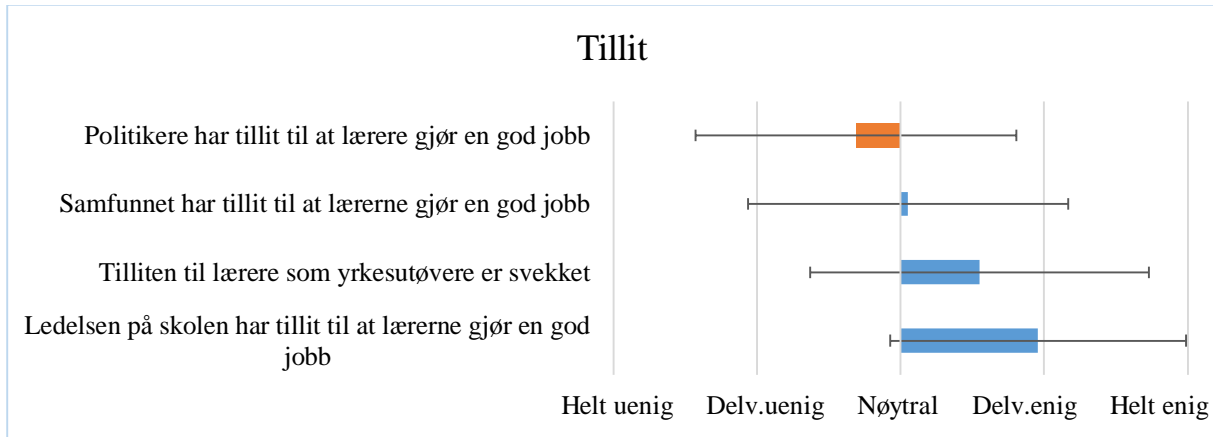 Tillit
Politikere har tillit til at lærere gjør en god jobb
Samfunnet har tillit til at lærerne gjør en god jobb
Tilliten til lærere som yrkesutøvere er svekket
Ledelsen på skolen har tillit til at lærerne gjør en god
jobb
Helt uenig Delv.uenig Nøytral Delv.enig Helt enig